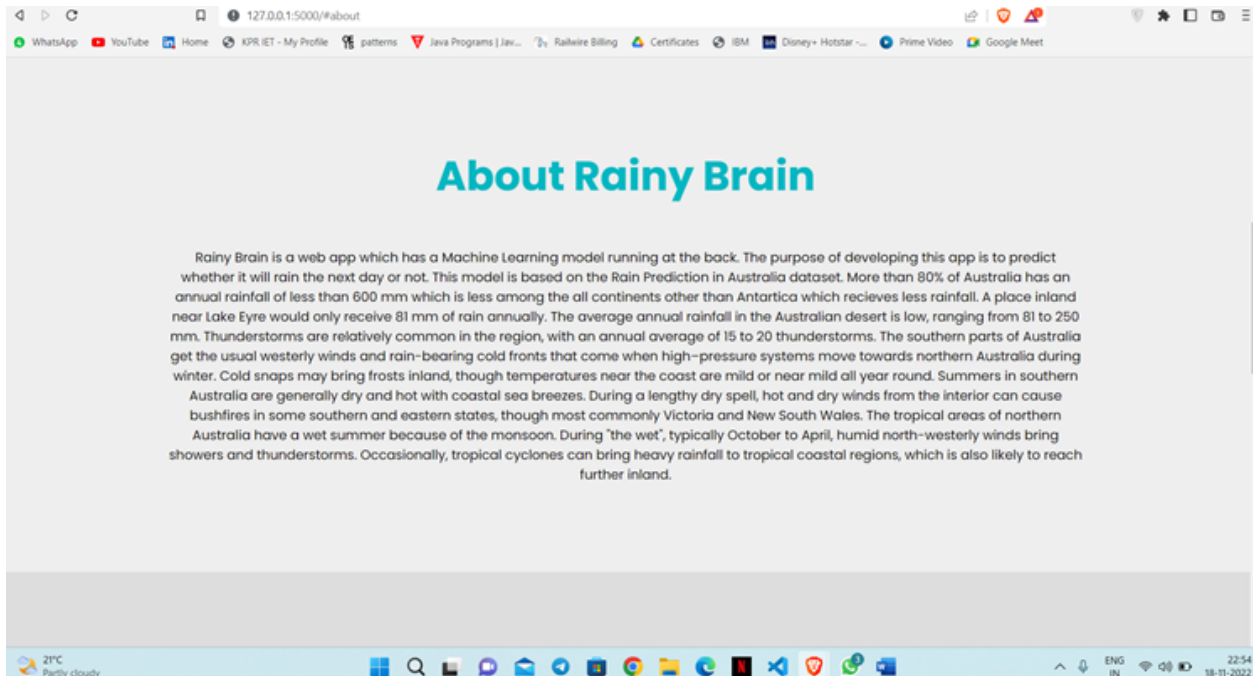 127.0.0.1:5000/#about
WhatsApp YouTube Home KPR IET - My Profile patterns Java Programs | Jav... Railwire Billing Certificates IBM Disney+ Hotstar -... Prime Video Google Meet
About Rainy Brain
Rainy Brain is a web app which has a Machine Learning model running at the back. The purpose of developing this app is to predict
whether it will rain the next day or not. This model is based on the Rain Prediction in Australia dataset. More than 80% of Australia has an
annual rainfall of less than 600 mm which is less among the all continents other than Antartica which recieves less rainfall. A place inland
near Lake Eyre would only receive 81 mm of rain annually. The average annual rainfall in the Australian desert is low, ranging from 81 to 250
mm. Thunderstorms are relatively common in the region, with an annual average of 15 to 20 thunderstorms. The southern parts of Australia
get the usual westerly winds and rain-bearing cold fronts that come when high-pressure systems move towards northern Australia during
winter. Cold snaps may bring frosts inland, though temperatures near the coast are mild or near mild all year round. Summers in southern
Australia are generally dry and hot with coastal sea breezes. During a lengthy dry spell, hot and dry winds from the interior can cause
bushfires in some southern and eastern states, though most commonly Victoria and New South Wales. The tropical areas of northern
Australia have a wet summer because of the monsoon. During "the wet", typically October to April, humid north-westerly winds bring
showers and thunderstorms. Occasionally, tropical cyclones can bring heavy rainfall to tropical coastal regions, which is also likely to reach
further inland.
21°C
Partly cloudy
ENG
IN
22:54
18-11-2022